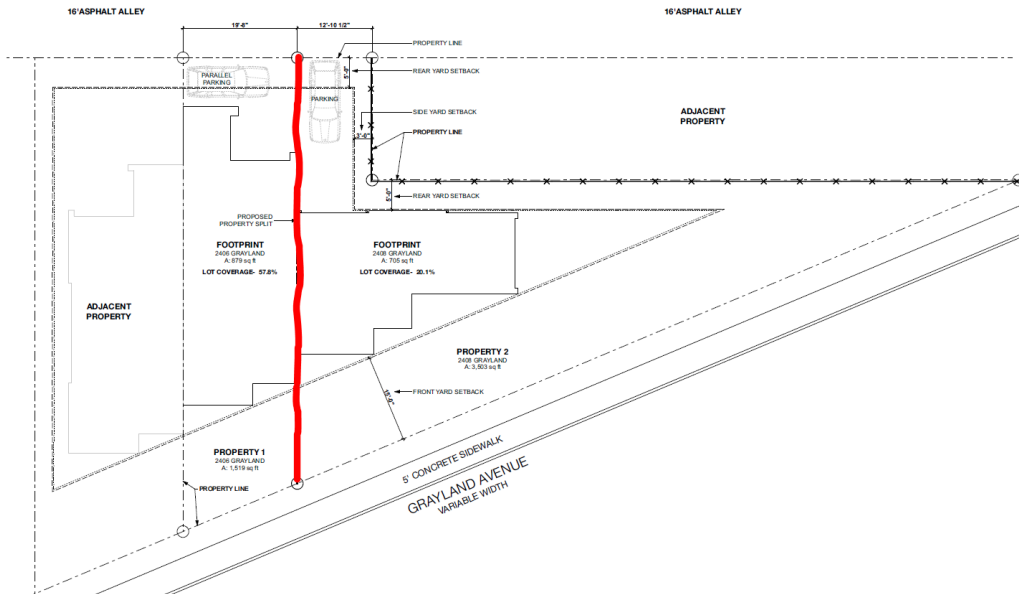 16'ASPHALT ALLEY
16'ASPHALT ALLEY
19'-8"
12'-10 1/2"
PROPERTY LINE
PARALLEL
PARKING
5'-0"
REAR YARD SETBACK
PARKING
SIDE YARD SETBACK
3'-0"
PROPERTY LINE
ADJACENT
PROPERTY
5'-0"
REAR YARD SETBACK
PROPOSED
PROPERTY SPLIT
FOOTPRINT
2406 GRAYLAND
A: 879 sq ft
LOT COVERAGE- 57.8%
FOOTPRINT
2408 GRAYLAND
A: 705 sq ft
LOT COVERAGE- 20.1%
ADJACENT
PROPERTY
PROPERTY 2
2408 GRAYLAND
A: 3,503 sq ft
15'-0"
FRONT YARD SETBACK
PROPERTY 1
2406 GRAYLAND
A: 1,519 sq ft
PROPERTY LINE
5' CONCRETE SIDEWALK
GRAYLAND AVENUE
VARIABLE WIDTH